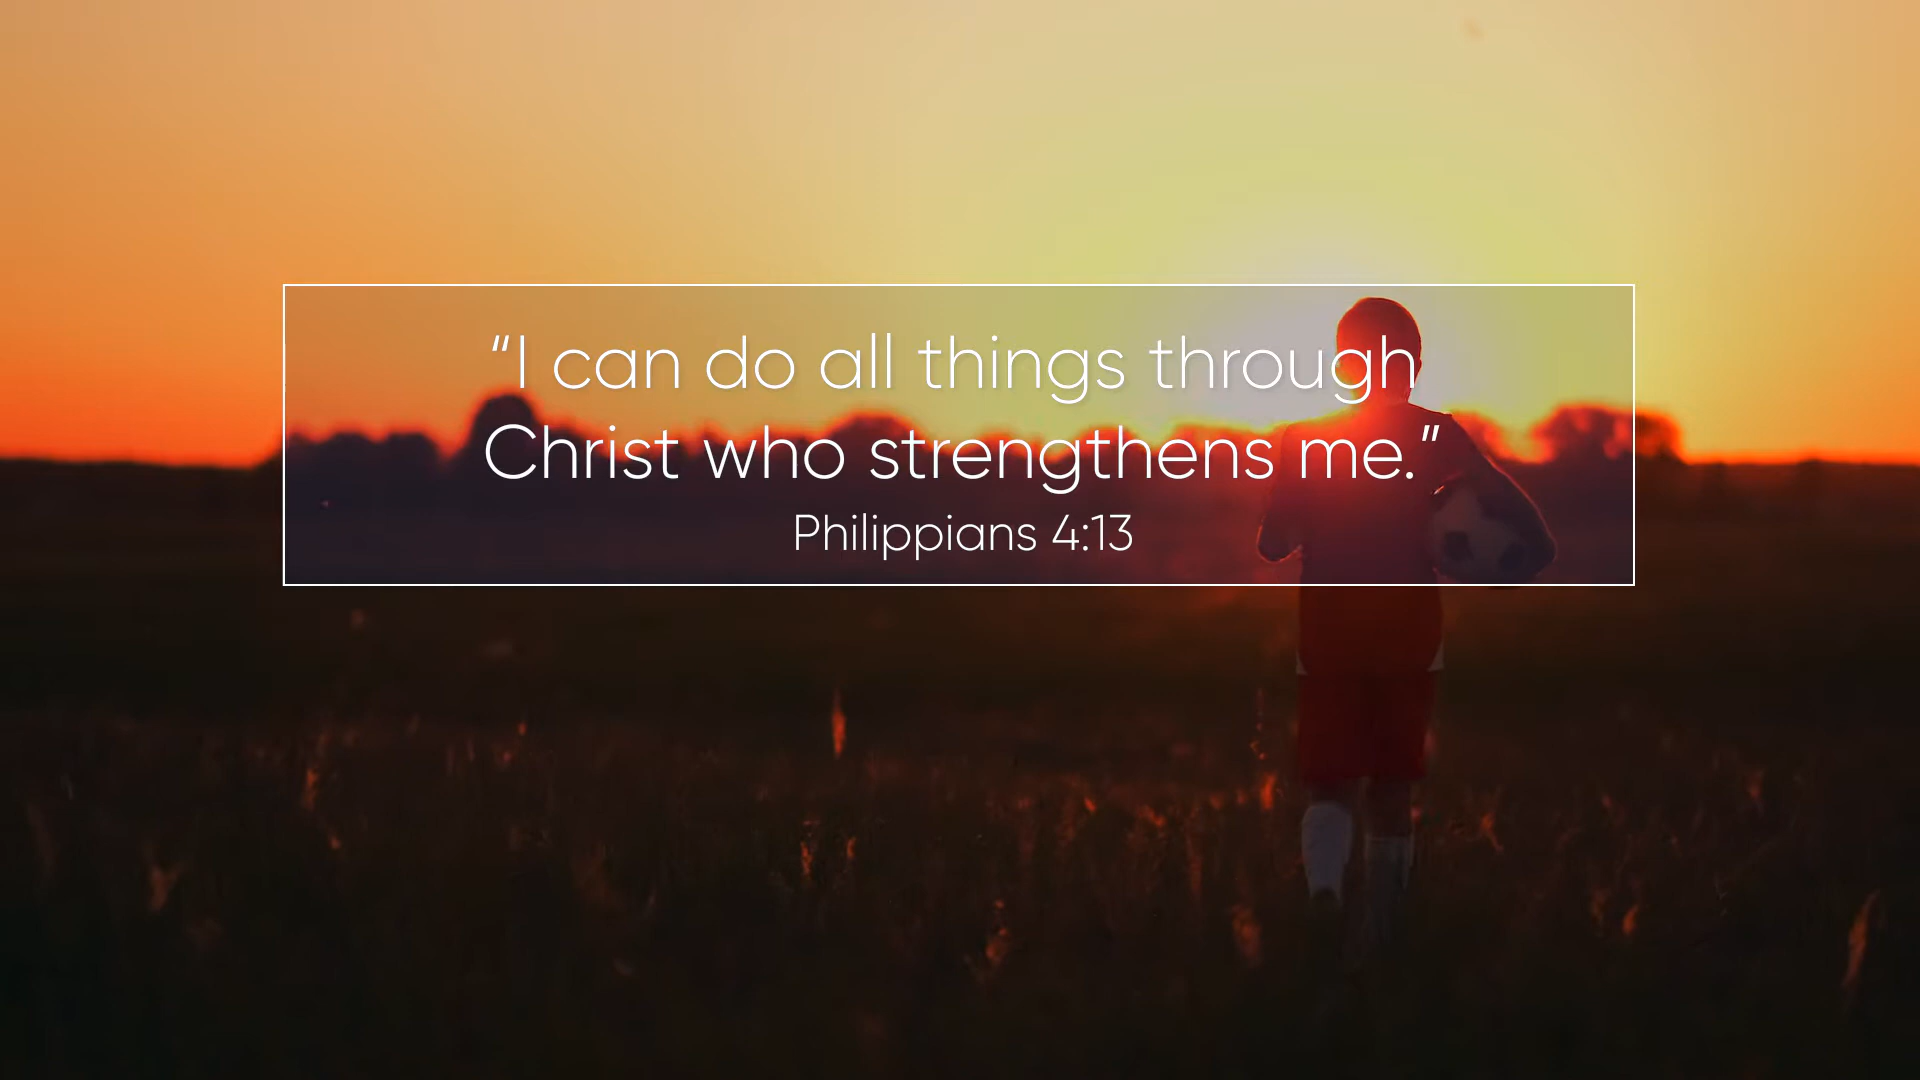 “I can do all things through
Christ who strengthens me.”
Philippians 4:13